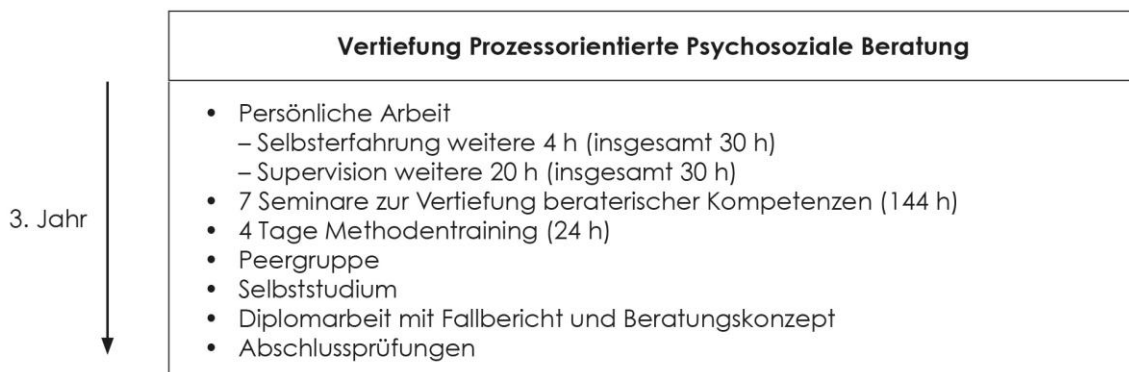 Vertiefung Prozessorientierte Psychosoziale Beratung
3. Jahr
• Persönliche Arbeit
– Selbsterfahrung weitere 4 h (insgesamt 30 h)
– Supervision weitere 20 h (insgesamt 30 h)
• 7 Seminare zur Vertiefung beraterischer Kompetenzen (144 h)
• 4 Tage Methodentraining (24 h)
• Peergruppe
• Selbststudium
• Diplomarbeit mit Fallbericht und Beratungskonzept
• Abschlussprüfungen